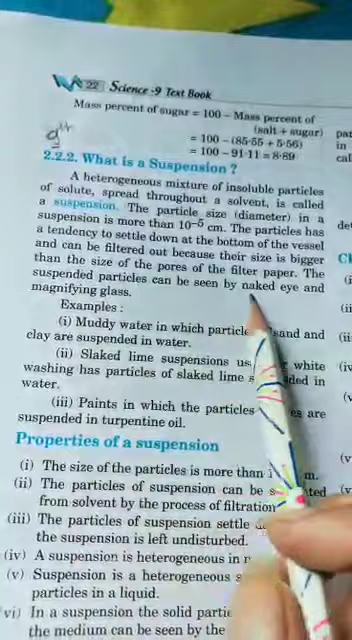 22 Science-9 Text Book
Mass percent of sugar = 100 – Mass percent of
(salt + sugar)
= 100 – (85·55 + 5·56)
= 100 – 91·11 = 8·89
2.2.2. What is a Suspension ?
A heterogeneous mixture of insoluble particles
of solute, spread throughout a solvent, is called
a suspension. The particle size (diameter) in a
suspension is more than 10⁻⁵ cm. The particles has
a tendency to settle down at the bottom of the vessel
and can be filtered out because their size is bigger
than the size of the pores of the filter paper. The
suspended particles can be seen by naked eye and
magnifying glass.
Examples :
(i) Muddy water in which particle sand and
clay are suspended in water.
(ii) Slaked lime suspensions us white
washing has particles of slaked lime s ded in
water.
(iii) Paints in which the particles es are
suspended in turpentine oil.
Properties of a suspension
(i) The size of the particles is more than m.
(ii) The particles of suspension can be s ted
from solvent by the process of filtration
(iii) The particles of suspension settle
the suspension is left undisturbed.
(iv) A suspension is heterogeneous in
(v) Suspension is a heterogeneous s
particles in a liquid.
vi) In a suspension the solid partic
the medium can be seen by the